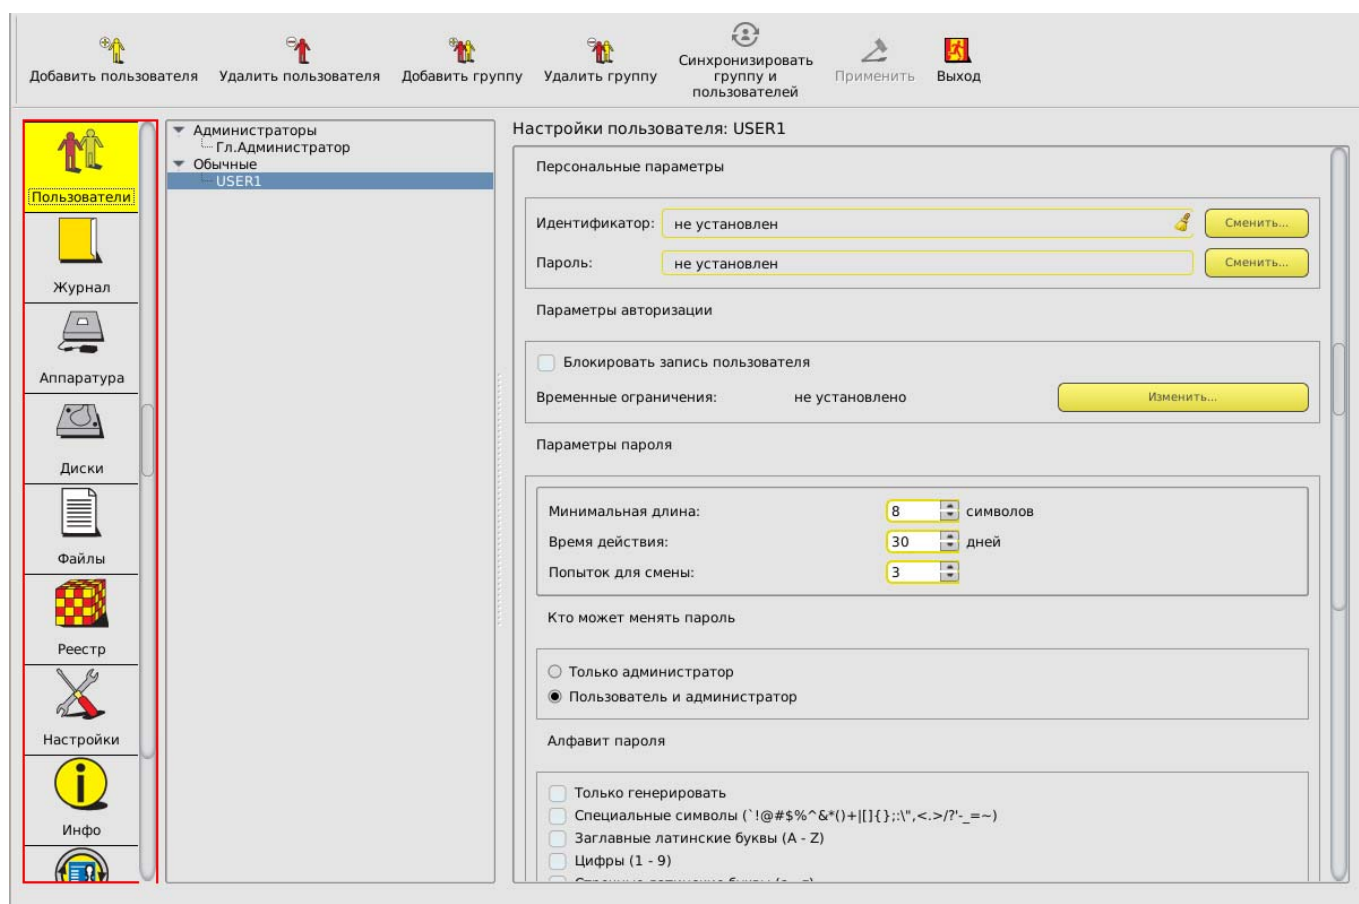 Добавить пользователя
Удалить пользователя
Добавить группу
Удалить группу
Синхронизировать
группу и
пользователей
Применить
Выход
Пользователи
Журнал
Аппаратура
Диски
Файлы
Реестр
Настройки
Инфо
Администраторы
Гл.Администратор
Обычные
USER1
Настройки пользователя: USER1
Персональные параметры
Идентификатор: не установлен Сменить...
Пароль: не установлен Сменить...
Параметры авторизации
Блокировать запись пользователя
Временные ограничения: не установлено Изменить...
Параметры пароля
Минимальная длина: 8 символов
Время действия: 30 дней
Попыток для смены: 3
Кто может менять пароль
Только администратор
Пользователь и администратор
Алфавит пароля
Только генерировать
Специальные символы (`!@#$%^&*()+|[]{};:\",<.>/?'-_=~)
Заглавные латинские буквы (A - Z)
Цифры (1 - 9)